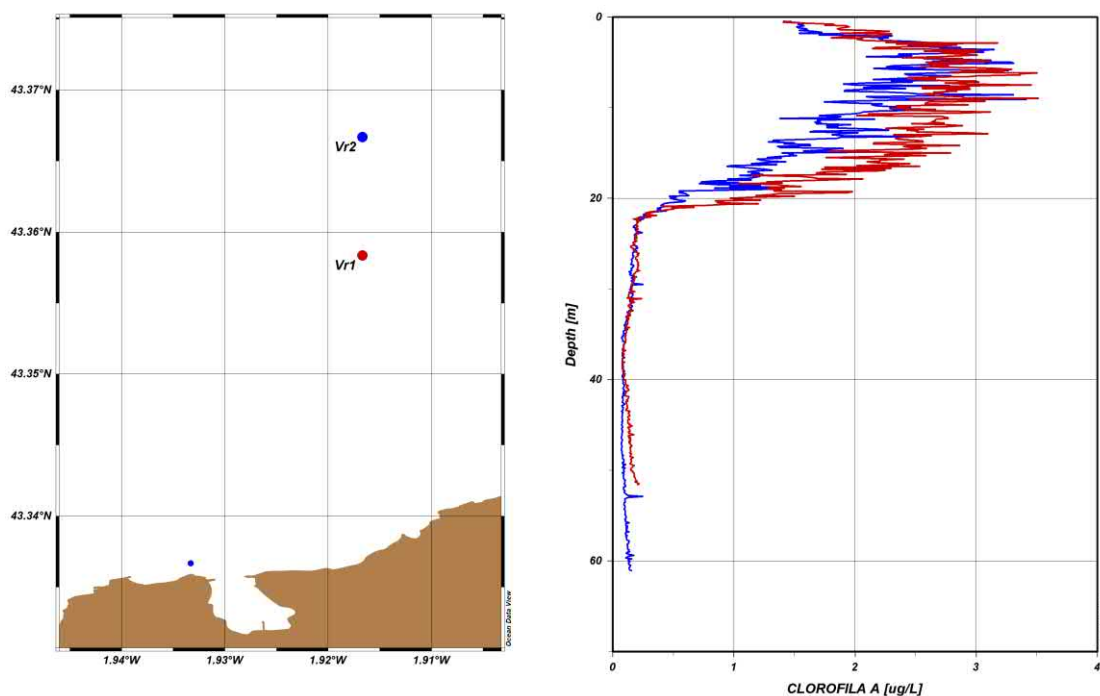 43.37°N
Vr2
43.36°N
Vr1
43.35°N
43.34°N
1.94°W
1.93°W
1.92°W
1.91°W
Ocean Data View
0
20
40
60
Depth [m]
0
1
2
3
4
CLOROFILA A [ug/L]